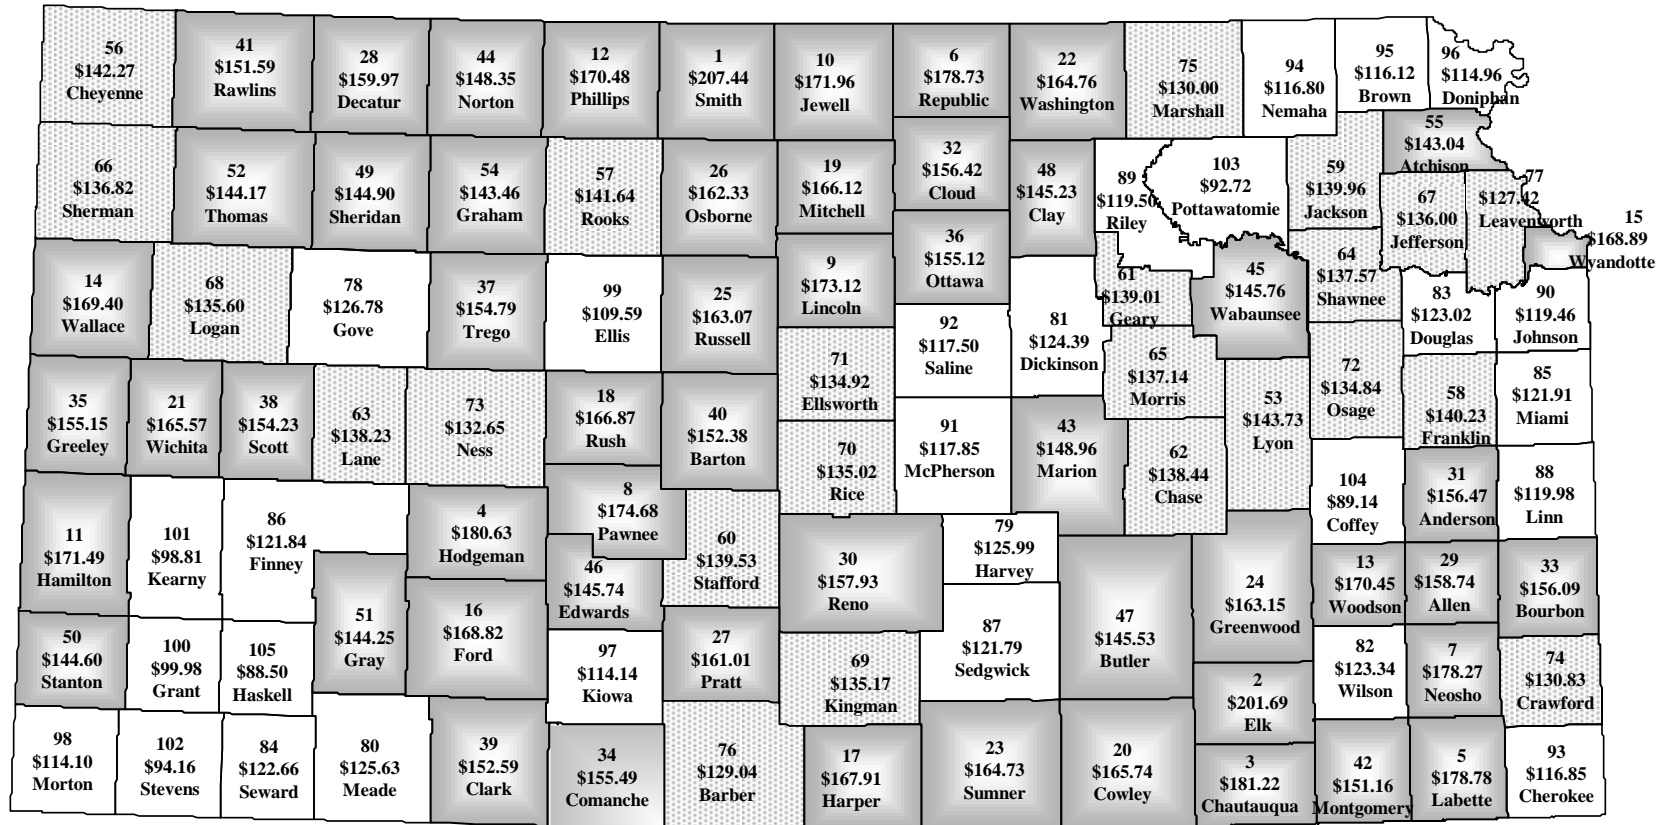 56
$142.27
Cheyenne
41
$151.59
Rawlins
28
$159.97
Decatur
44
$148.35
Norton
12
$170.48
Phillips
1
$207.44
Smith
10
$171.96
Jewell
6
$178.73
Republic
22
$164.76
Washington
75
$130.00
Marshall
94
$116.80
Nemaha
95
$116.12
Brown
96
$114.96
Doniphan
66
$136.82
Sherman
52
$144.17
Thomas
49
$144.90
Sheridan
54
$143.46
Graham
57
$141.64
Rooks
26
$162.33
Osborne
19
$166.12
Mitchell
32
$156.42
Cloud
48
$145.23
Clay
89
$119.50
Riley
103
$92.72
Pottawatomie
59
$139.96
Jackson
55
$143.04
Atchison
67
$136.00
Jefferson
77
$127.42
Leavenworth
15
$168.89
Wyandotte
14
$169.40
Wallace
68
$135.60
Logan
78
$126.78
Gove
37
$154.79
Trego
99
$109.59
Ellis
25
$163.07
Russell
9
$173.12
Lincoln
36
$155.12
Ottawa
92
$117.50
Saline
81
$124.39
Dickinson
61
$139.01
Geary
45
$145.76
Wabaunsee
64
$137.57
Shawnee
83
$123.02
Douglas
90
$119.46
Johnson
35
$155.15
Greeley
21
$165.57
Wichita
38
$154.23
Scott
63
$138.23
Lane
73
$132.65
Ness
18
$166.87
Rush
40
$152.38
Barton
71
$134.92
Ellsworth
70
$135.02
Rice
91
$117.85
McPherson
43
$148.96
Marion
65
$137.14
Morris
62
$138.44
Chase
53
$143.73
Lyon
72
$134.84
Osage
58
$140.23
Franklin
85
$121.91
Miami
11
$171.49
Hamilton
101
$98.81
Kearny
86
$121.84
Finney
4
$180.63
Hodgeman
8
$174.68
Pawnee
60
$139.53
Stafford
30
$157.93
Reno
79
$125.99
Harvey
104
$89.14
Coffey
31
$156.47
Anderson
88
$119.98
Linn
50
$144.60
Stanton
100
$99.98
Grant
105
$88.50
Haskell
51
$144.25
Gray
16
$168.82
Ford
46
$145.74
Edwards
97
$114.14
Kiowa
27
$161.01
Pratt
69
$135.17
Kingman
87
$121.79
Sedgwick
47
$145.53
Butler
24
$163.15
Greenwood
13
$170.45
Woodson
29
$158.74
Allen
33
$156.09
Bourbon
2
$201.69
Elk
82
$123.34
Wilson
7
$178.27
Neosho
74
$130.83
Crawford
98
$114.10
Morton
102
$94.16
Stevens
84
$122.66
Seward
80
$125.63
Meade
39
$152.59
Clark
34
$155.49
Comanche
76
$129.04
Barber
17
$167.91
Harper
23
$164.73
Sumner
20
$165.74
Cowley
3
$181.22
Chautauqua
42
$151.16
Montgomery
5
$178.78
Labette
93
$116.85
Cherokee